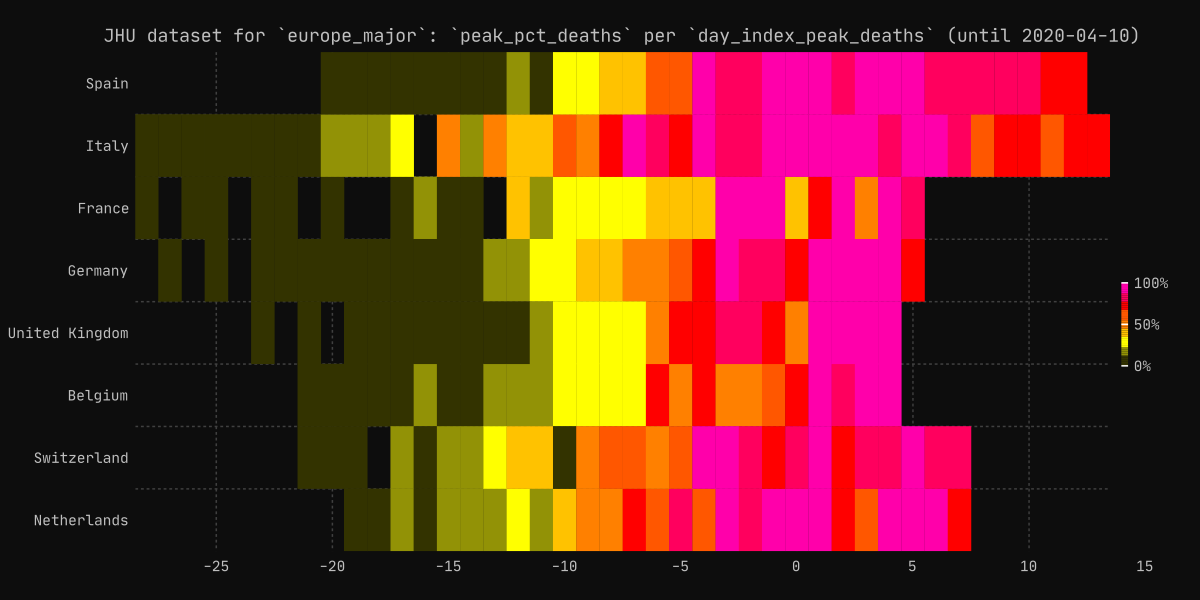 JHU dataset for `europe_major`: `peak_pct_deaths` per `day_index_peak_deaths` (until 2020-04-10)
Spain
Italy
France
Germany
United Kingdom
Belgium
Switzerland
Netherlands
100%
50%
0%
-25 -20 -15 -10 -5 0 5 10 15